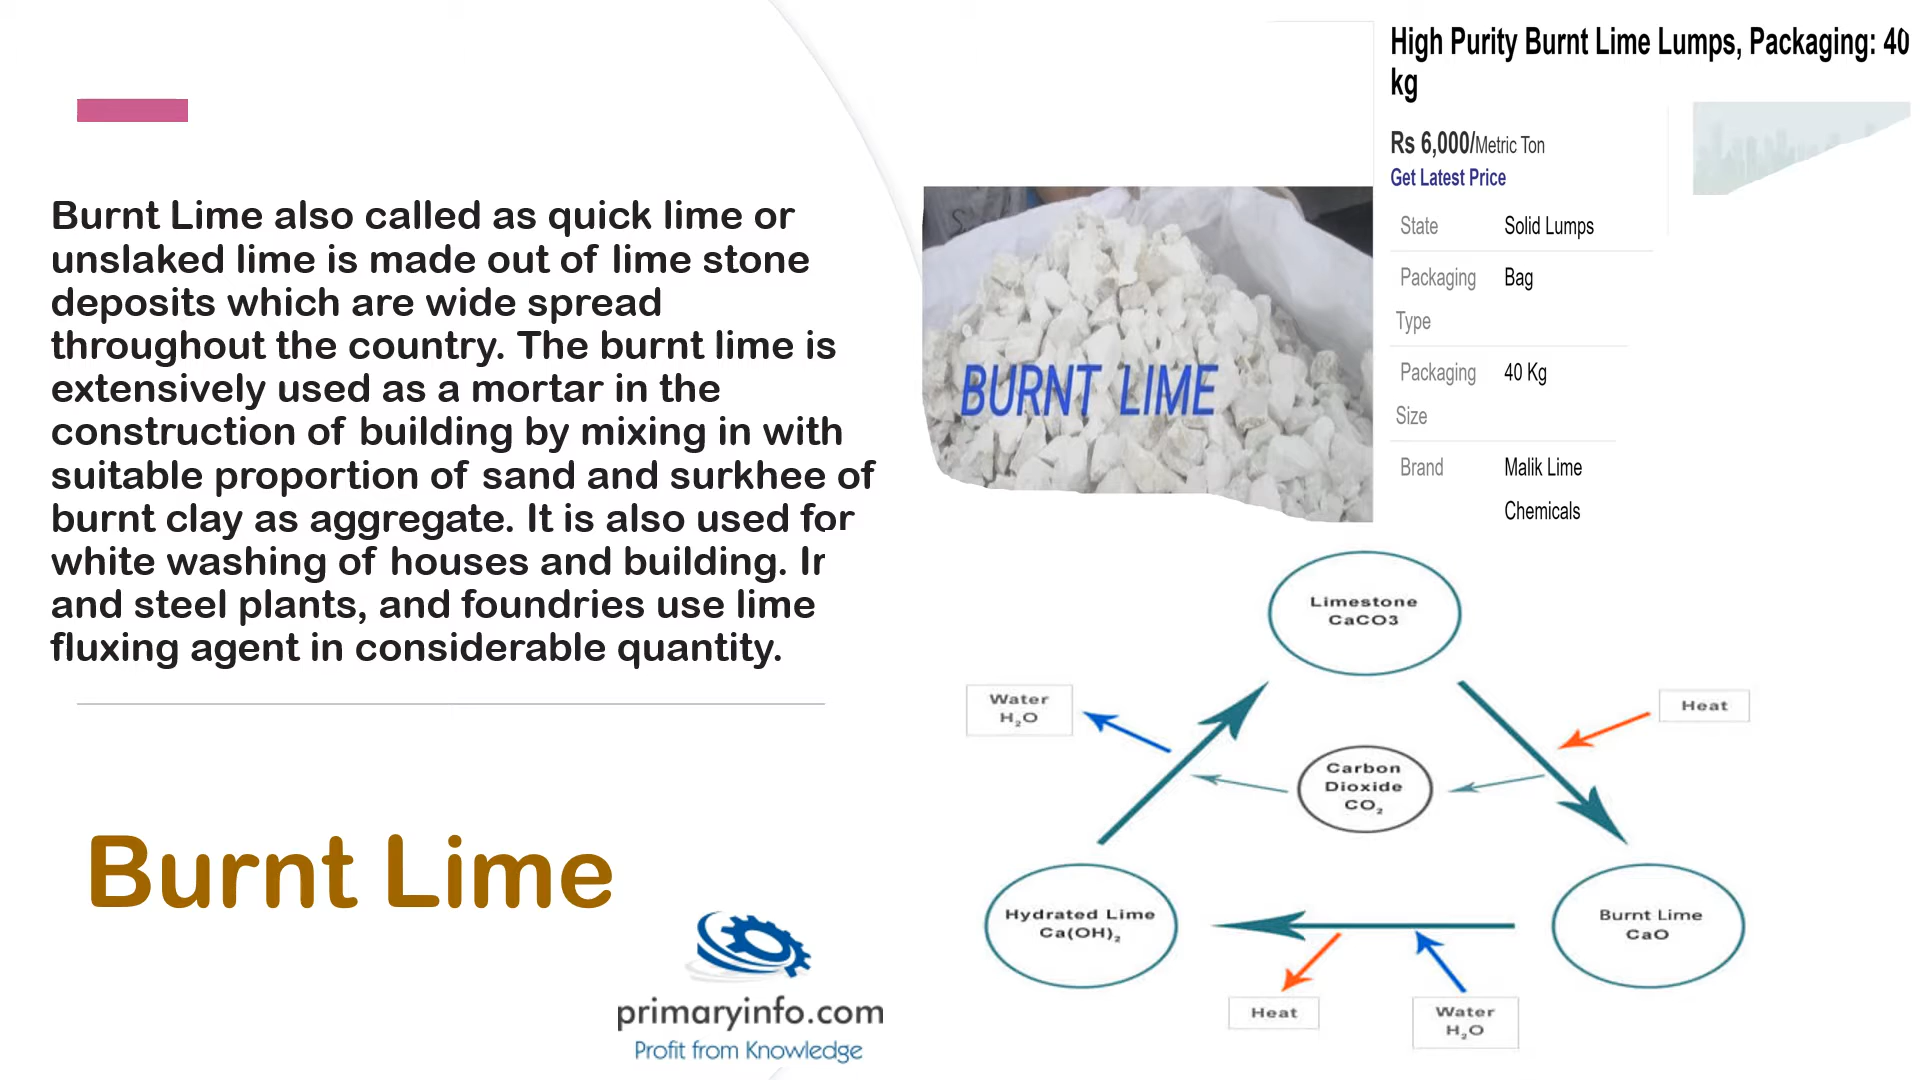 Burnt Lime also called as quick lime or
unslaked lime is made out of lime stone
deposits which are wide spread
throughout the country. The burnt lime is
extensively used as a mortar in the
construction of building by mixing in with
suitable proportion of sand and surkhee of
burnt clay as aggregate. It is also used for
white washing of houses and building.
and steel plants, and foundries use lime
fluxing agent in considerable quantity.
Burnt Lime
primaryinfo.com
Profit from Knowledge
High Purity Burnt Lime Lumps, Packaging: 40
kg
Rs 6,000/Metric Ton
Get Latest Price
State Solid Lumps
Packaging Bag
Type
Packaging 40 Kg
Size
Brand Malik Lime
Chemicals
BURNT LIME
Limestone
CaCO3
Water
H₂O
Heat
Carbon
Dioxide
CO₂
Hydrated Lime
Ca(OH)₂
Burnt Lime
CaO
Heat
Water
H₂O